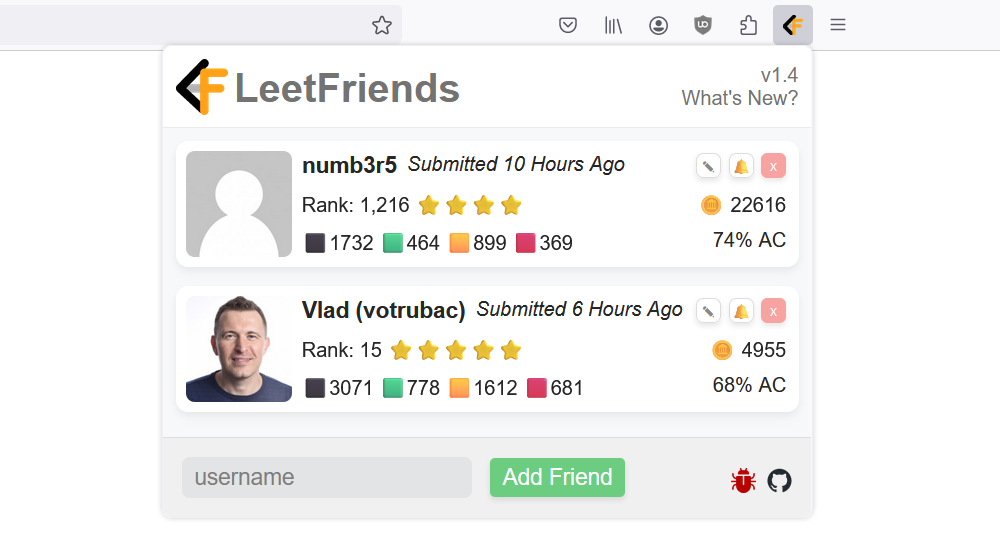 LeetFriends
v1.4
What's New?
numb3r5 Submitted 10 Hours Ago x
Rank: 1,216 22616
1732 464 899 369 74% AC
Vlad (votrubac) Submitted 6 Hours Ago x
Rank: 15 4955
3071 778 1612 681 68% AC
username Add Friend